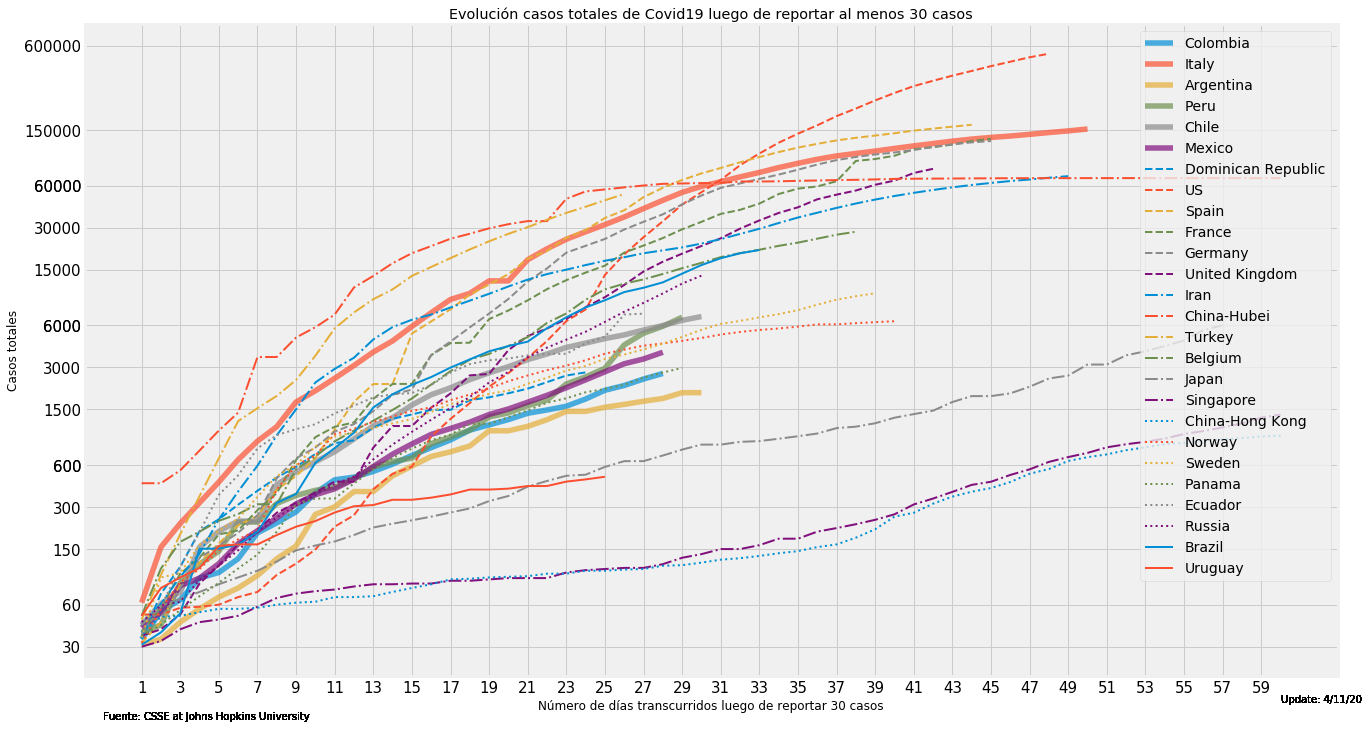 Evolución casos totales de Covid19 luego de reportar al menos 30 casos
600000
150000
60000
30000
15000
6000
3000
1500
600
300
150
60
30
Casos totales
Colombia
Italy
Argentina
Peru
Chile
Mexico
Dominican Republic
US
Spain
France
Germany
United Kingdom
Iran
China-Hubei
Turkey
Belgium
Japan
Singapore
China-Hong Kong
Norway
Sweden
Panama
Ecuador
Russia
Brazil
Uruguay
1 3 5 7 9 11 13 15 17 19 21 23 25 27 29 31 33 35 37 39 41 43 45 47 49 51 53 55 57 59
Número de días transcurridos luego de reportar 30 casos
Update: 4/11/20
Fuente: CSSE at Johns Hopkins University